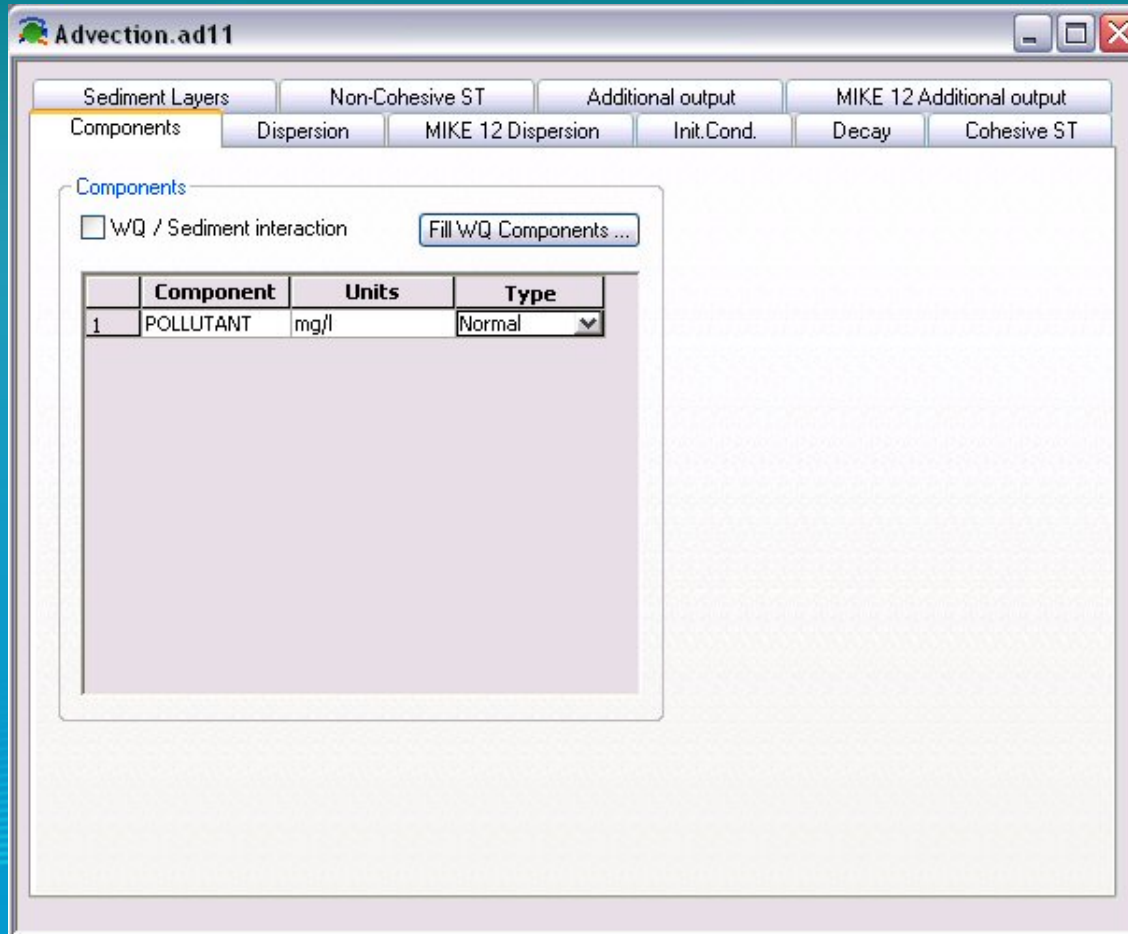 Advection.ad11
Sediment Layers Non-Cohesive ST Additional output MIKE 12 Additional output
Components Dispersion MIKE 12 Dispersion Init.Cond. Decay Cohesive ST
Components
WQ / Sediment interaction Fill WQ Components ...
Component Units Type
1 POLLUTANT mg/l Normal